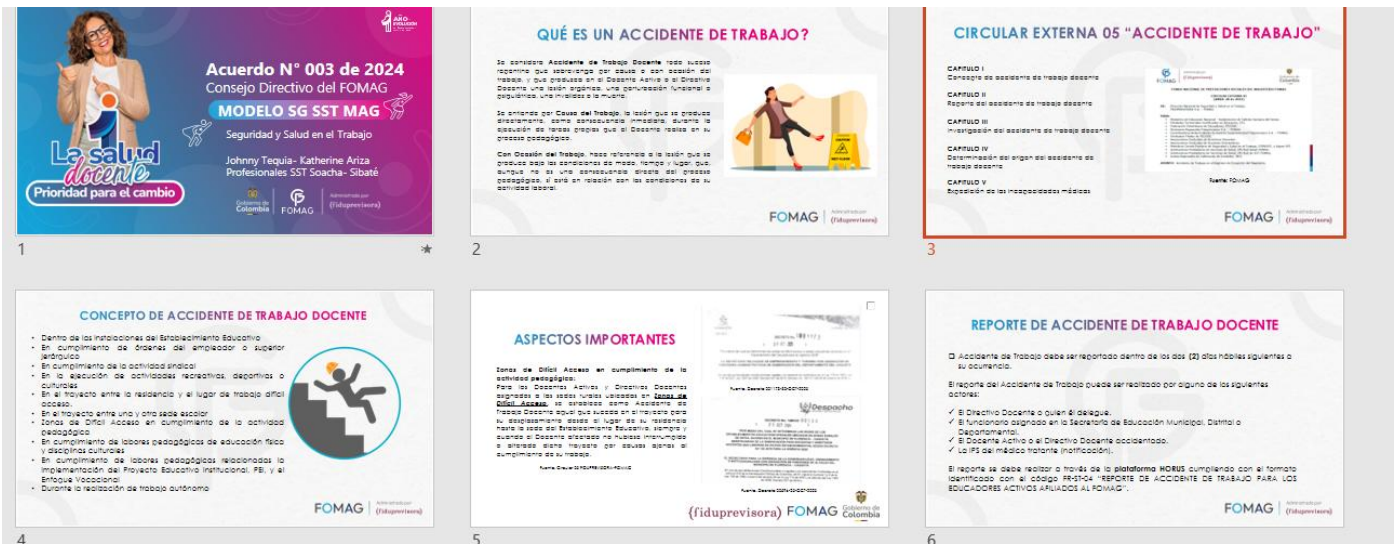 AÑO
Acuerdo N° 003 de 2024
Consejo Directivo del FOMAG
MODELO SG SST MAG
Seguridad y Salud en el Trabajo
Johnny Tequia- Katherine Ariza
Profesionales SST Soacha- Sibaté
La salud
docente
Prioridad para el cambio
Gobierno de
Colombia
FOMAG
Administrado por
(fiduprevisora)
1
QUÉ ES UN ACCIDENTE DE TRABAJO?
Se considera Accidente de Trabajo Docente todo suceso
repentino que sobrevenga por causa o con ocasión del
trabajo, y que produzca en el Docente Activo o el Directivo
Docente una lesión orgánica, una perturbación funcional o
psiquiátrica, una invalidez o la muerte.
Se entiende por Causa del Trabajo, la lesión que se produce
directamente, como consecuencia inmediata, durante la
ejecución de tareas propias que el Docente realiza en su
proceso pedagógico.
Con Ocasión del Trabajo, hace referencia a la lesión que se
produce bajo las condiciones de modo, tiempo y lugar, que,
aunque no es una consecuencia directa del proceso
pedagógico, sí está en relación con las condiciones de su
actividad laboral.
FOMAG
Administrado por
(fiduprevisora)
2
CIRCULAR EXTERNA 05 “ACCIDENTE DE TRABAJO”
CAPITULO I
Concepto de accidente de trabajo docente
CAPITULO II
Reporte del accidente de trabajo docente
CAPITULO III
Investigación del accidente de trabajo docente
CAPITULO IV
Determinación del origen del accidente de
trabajo docente
CAPITULO V
Expedición de las incapacidades médicas
FOMAG
(fiduprevisora)
Fuente: FOMAG
FOMAG
Administrado por
(fiduprevisora)
3
CONCEPTO DE ACCIDENTE DE TRABAJO DOCENTE
• Dentro de las instalaciones del Establecimiento Educativo
• En cumplimiento de órdenes del empleador o superior
jerárquico
• En cumplimiento de la actividad sindical
• En la ejecución de actividades recreativas, deportivas o
culturales
• En el trayecto entre la residencia y el lugar de trabajo difícil
acceso.
• En el trayecto entre una y otra sede escolar
• Zonas de Difícil Acceso en cumplimiento de la actividad
pedagógica
• En cumplimiento de labores pedagógicas de educación física
y disciplinas culturales
• En cumplimiento de labores pedagógicas relacionadas la
implementación del Proyecto Educativo Institucional, PEI, y el
Enfoque Vocacional
• Durante la realización de trabajo autónomo
FOMAG
Administrado por
(fiduprevisora)
4
ASPECTOS IMPORTANTES
Zonas de Difícil Acceso en cumplimiento de la
actividad pedagógica:
Para los Docentes Activos y Directivos Docentes
asignados a las sedes rurales ubicadas en Zonas de
Difícil Acceso, se establece como Accidente de
Trabajo Docente aquel que suceda en el trayecto para
su desplazamiento desde el lugar de su residencia
hasta la sede del Establecimiento Educativo, siempre y
cuando el Docente afectado no hubiese interrumpido
o alterado dicho trayecto por causas ajenas al
cumplimiento de su trabajo.
Despacho
(fiduprevisora) FOMAG
Gobierno de
Colombia
5
REPORTE DE ACCIDENTE DE TRABAJO DOCENTE
❑ Accidente de Trabajo debe ser reportado dentro de los dos (2) días hábiles siguientes a
su ocurrencia.
El reporte del Accidente de Trabajo puede ser realizado por alguno de los siguientes
actores:
✓ El Directivo Docente o quien él delegue.
✓ El funcionario asignado en la Secretaría de Educación Municipal, Distrital o
Departamental.
✓ El Docente Activo o el Directivo Docente accidentado.
✓ La IPS del médico tratante (notificación).
El reporte se debe realizar a través de la plataforma HORUS cumpliendo con el formato
identificado con el código FR-ST-04 “REPORTE DE ACCIDENTE DE TRABAJO PARA LOS
EDUCADORES ACTIVOS AFILIADOS AL FOMAG”.
FOMAG
Administrado por
(fiduprevisora)
6